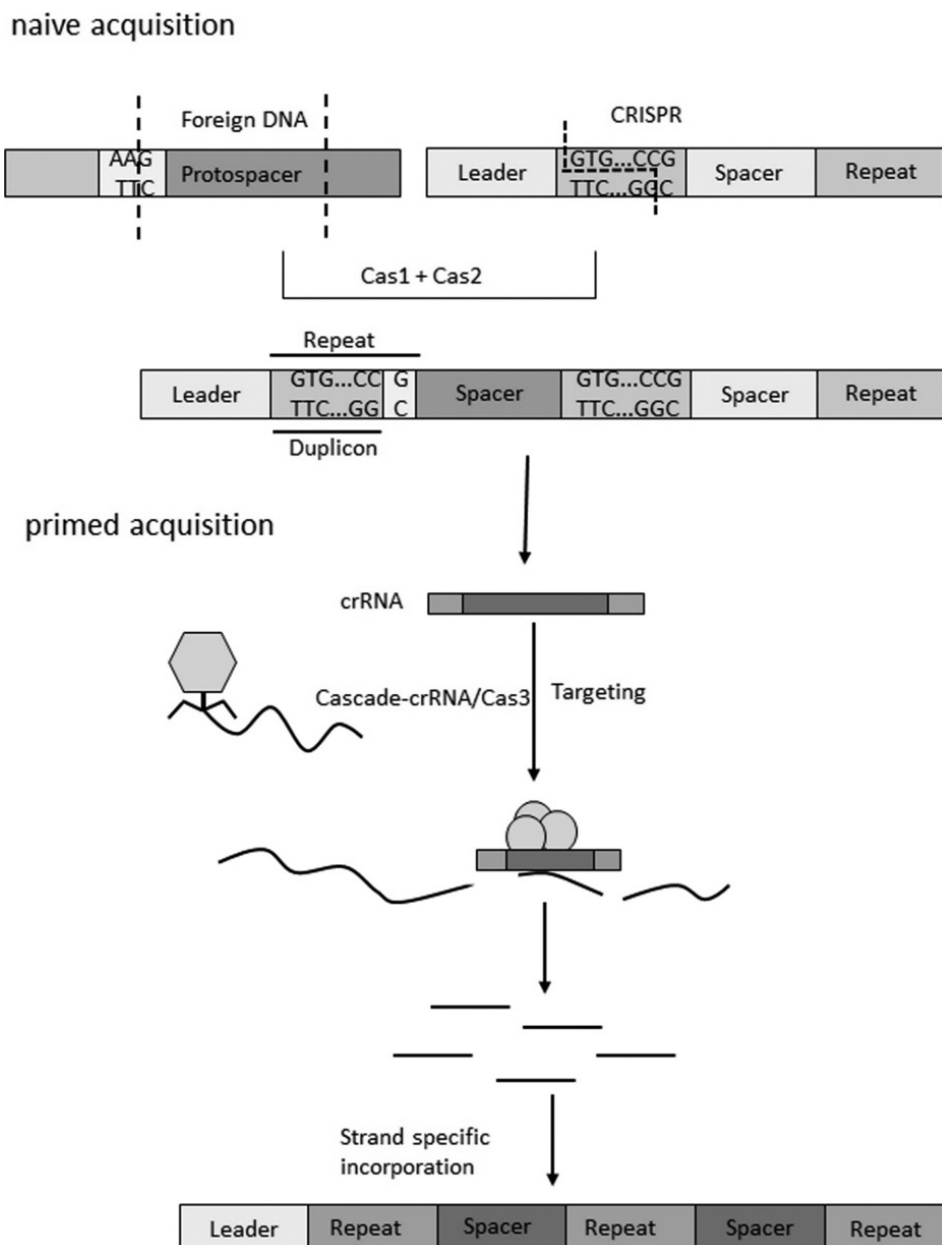 naive acquisition
Foreign DNA
CRISPR
AAG
TTC
Protospacer
Leader
GTG...CCG
TTC...GGC
Spacer
Repeat
Cas1 + Cas2
Repeat
Leader
GTG...CC G
TTC...GG C
Spacer
GTG...CCG
TTC...GGC
Spacer
Repeat
Duplicon
primed acquisition
crRNA
Cascade-crRNA/Cas3
Targeting
Strand specific
incorporation
Leader Repeat Spacer Repeat Spacer Repeat